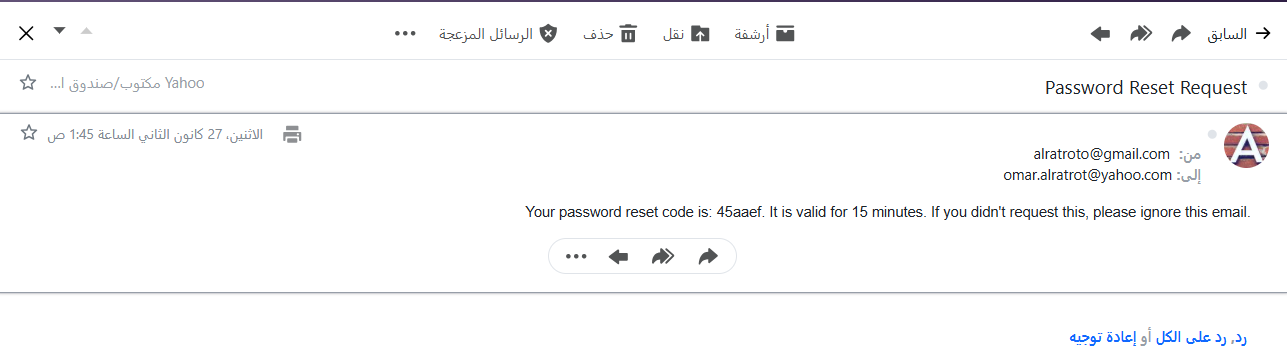 السابق
أرشفة نقل حذف الرسائل المزعجة
Password Reset Request
Yahoo مكتوب/صندوق ا...
الاثنين، 27 كانون الثاني الساعة 1:45 ص
من: alratroto@gmail.com
إلى: omar.alratrot@yahoo.com
Your password reset code is: 45aaef. It is valid for 15 minutes. If you didn't request this, please ignore this email.
رد, رد على الكل أو إعادة توجيه